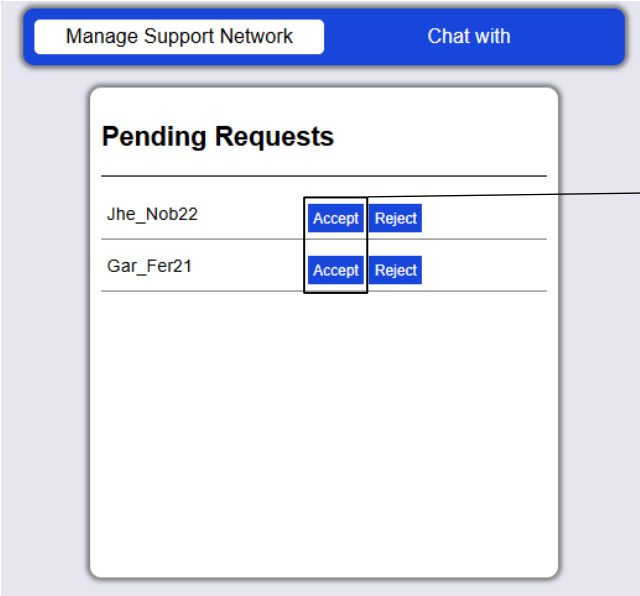 Manage Support Network Chat with
Pending Requests
Jhe_Nob22 Accept Reject
Gar_Fer21 Accept Reject